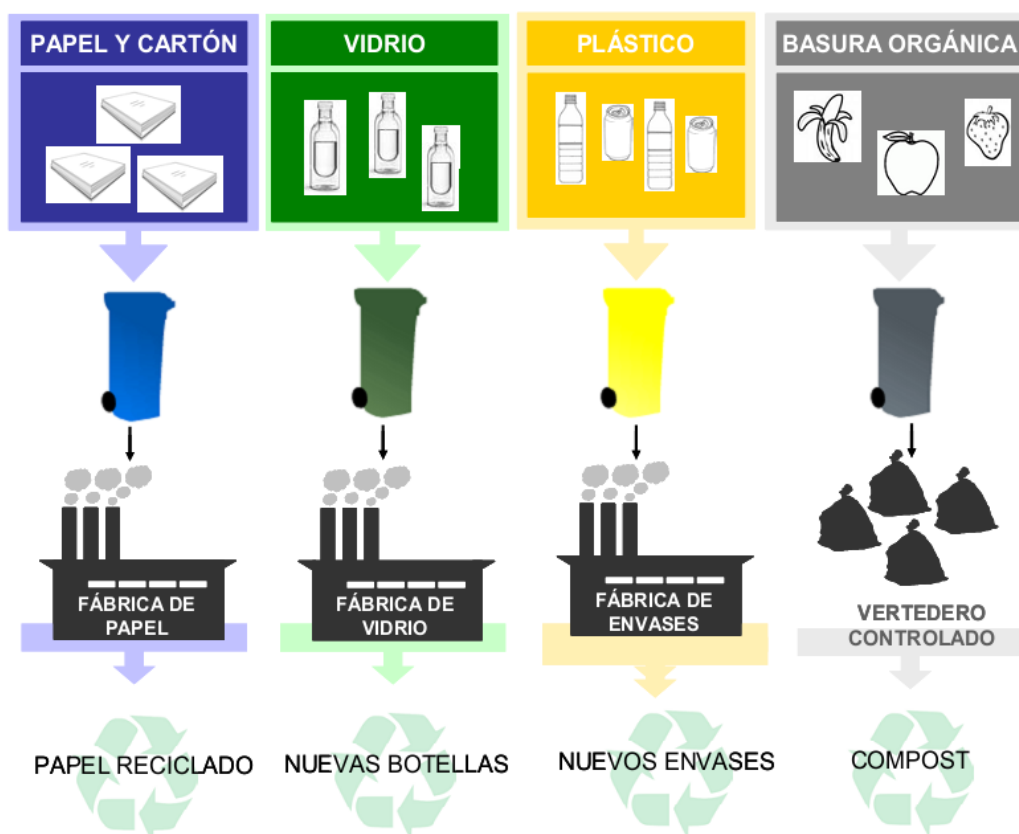 PAPEL Y CARTÓN
VIDRIO
PLÁSTICO
BASURA ORGÁNICA
FÁBRICA DE
PAPEL
FÁBRICA DE
VIDRIO
FÁBRICA DE
ENVASES
VERTEDERO
CONTROLADO
PAPEL RECICLADO
NUEVAS BOTELLAS
NUEVOS ENVASES
COMPOST